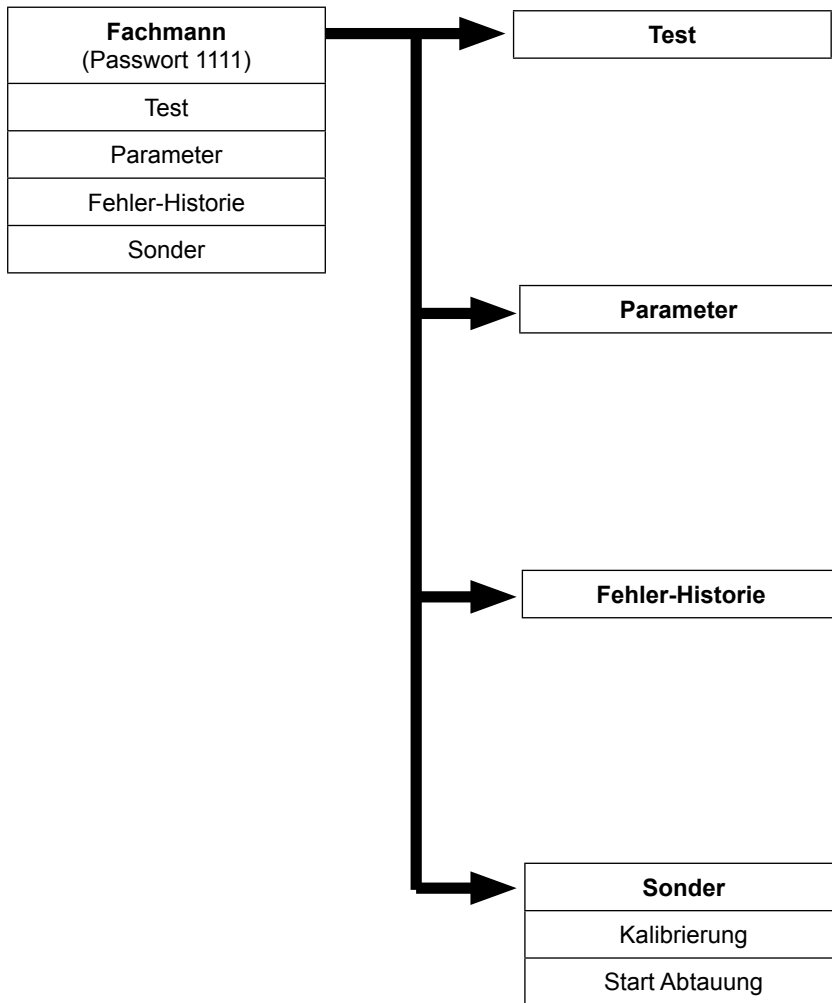 Fachmann
(Passwort 1111)
Test
Parameter
Fehler-Historie
Sonder
Test
Parameter
Fehler-Historie
Sonder
Kalibrierung
Start Abtauung